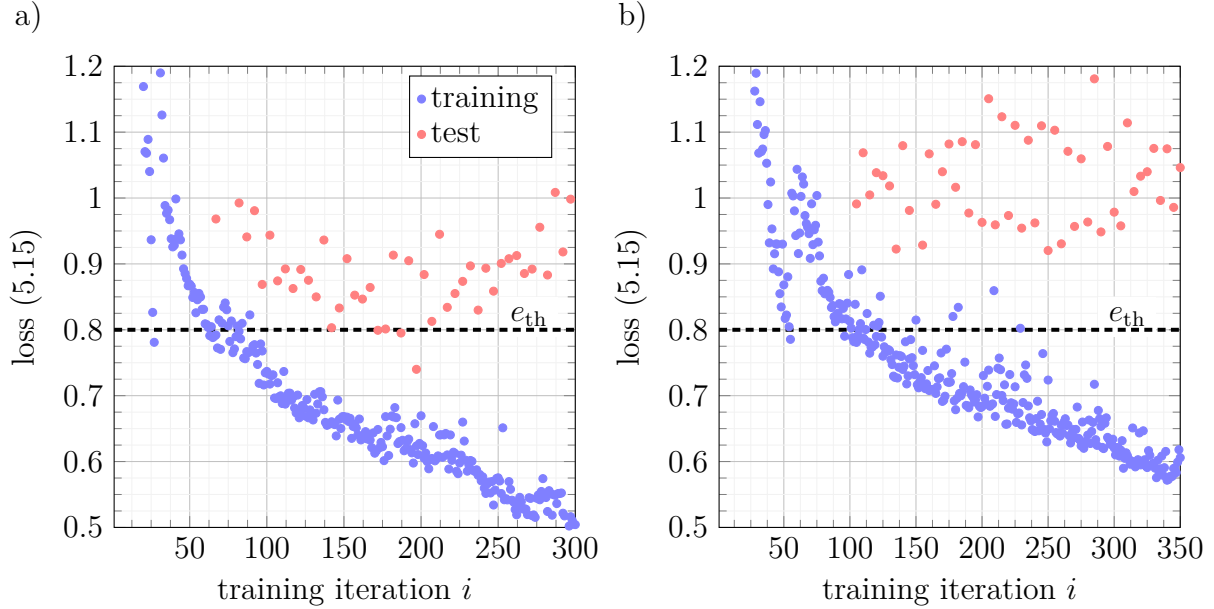 a)
1.2
1.1
1
0.9
0.8
0.7
0.6
0.5
50 100 150 200 250 300
training iteration i
loss (5.15)
training
test
e_th
b)
1.2
1.1
1
0.9
0.8
0.7
0.6
0.5
50 100 150 200 250 300 350
training iteration i
loss (5.15)
e_th